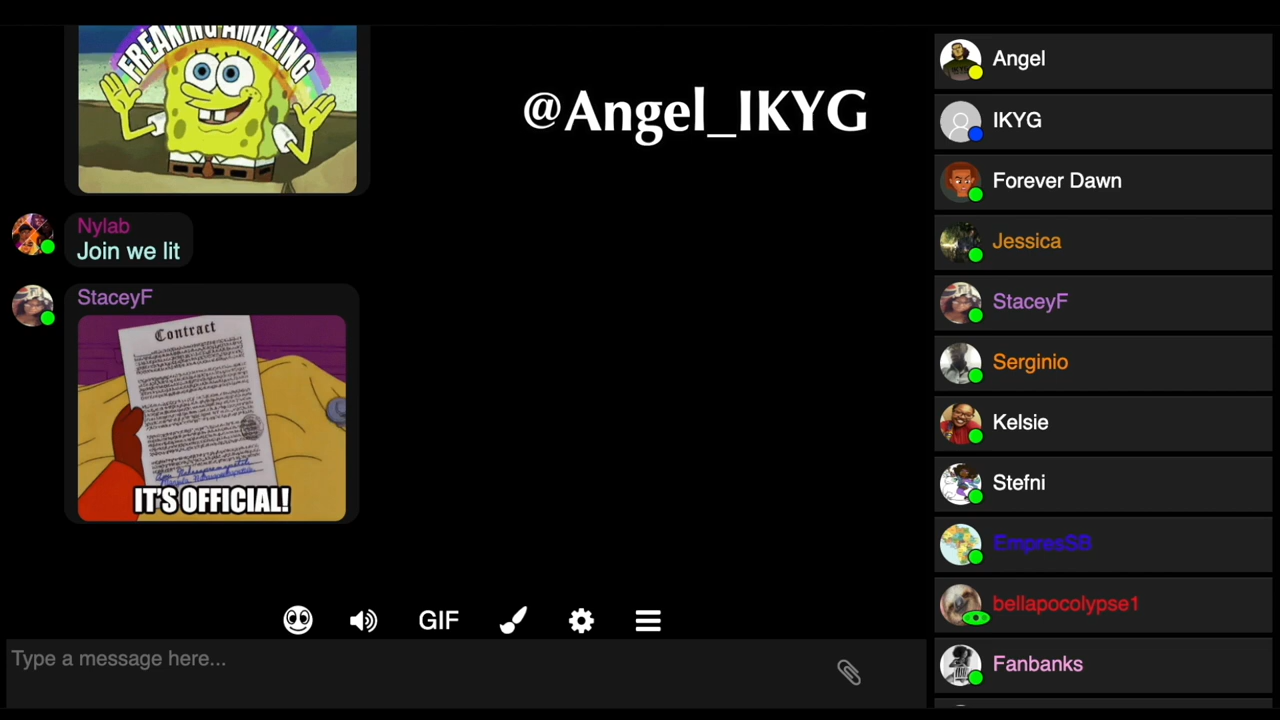 FREAKING AMAZING
@Angel_IKYG
Nylab
Join we lit
StaceyF
Contract
IT'S OFFICIAL!
GIF
Type a message here...
Angel
IKYG
Forever Dawn
Jessica
StaceyF
Serginio
Kelsie
Stefni
EmpresSB
bellapocolypse1
Fanbanks